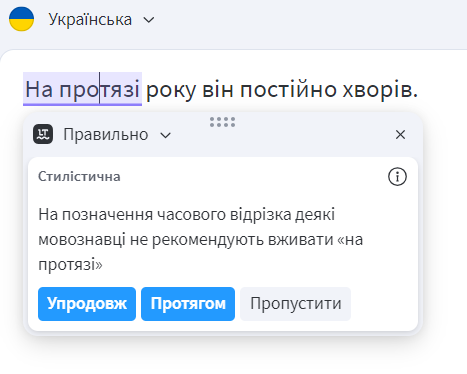 Українська
На протязі року він постійно хворів.
LT Правильно
Стилістична
На позначення часового відрізка деякі
мовознавці не рекомендують вживати «на
протязі»
Упродовж Протягом Пропустити